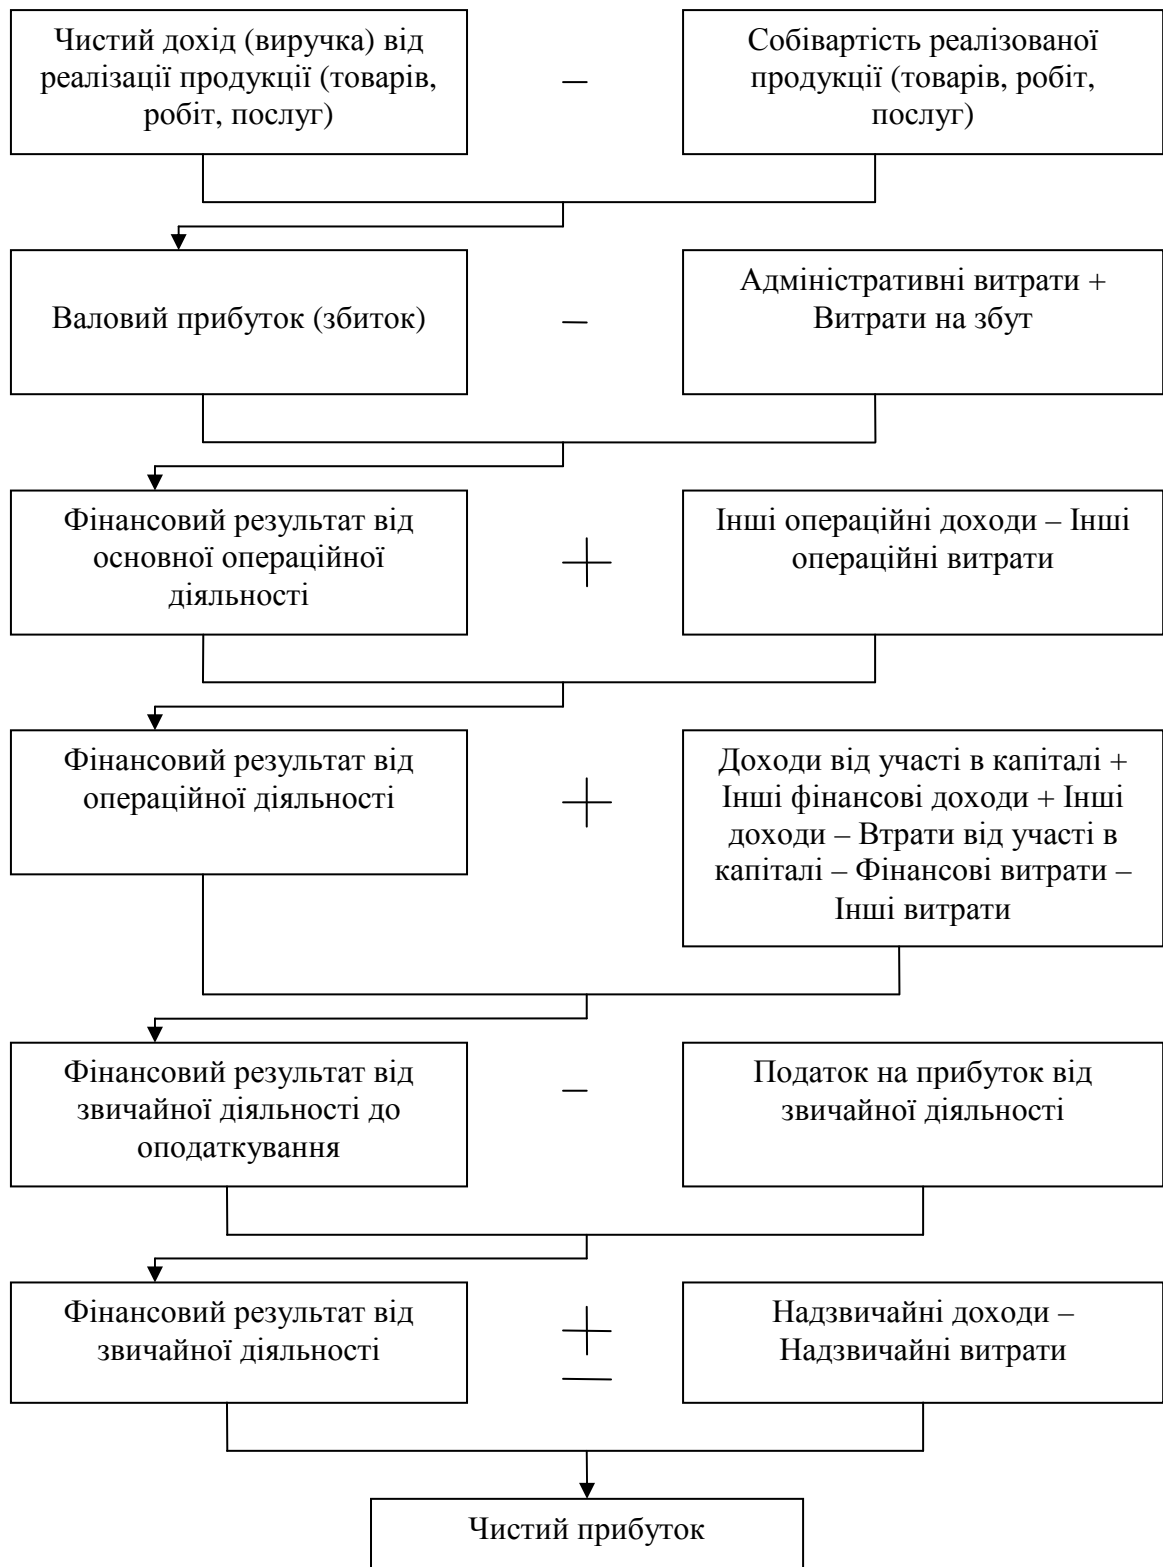 Чистий дохід (виручка) від
реалізації продукції (товарів,
робіт, послуг)
–
Собівартість реалізованої
продукції (товарів, робіт,
послуг)
Валовий прибуток (збиток)
–
Адміністративні витрати +
Витрати на збут
Фінансовий результат від
основної операційної
діяльності
+
Інші операційні доходи – Інші
операційні витрати
Фінансовий результат від
операційної діяльності
+
Доходи від участі в капіталі +
Інші фінансові доходи + Інші
доходи – Втрати від участі в
капіталі – Фінансові витрати –
Інші витрати
Фінансовий результат від
звичайної діяльності до
оподаткування
–
Податок на прибуток від
звичайної діяльності
Фінансовий результат від
звичайної діяльності
+
–
Надзвичайні доходи –
Надзвичайні витрати
Чистий прибуток